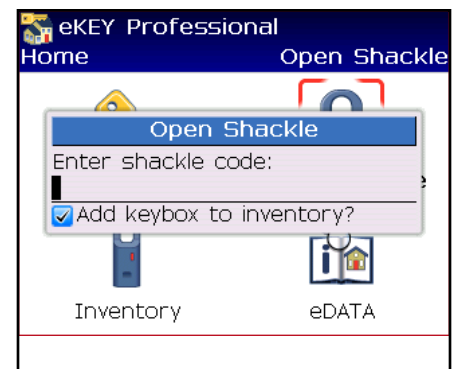 eKEY Professional
Home Open Shackle
Open Shackle
Enter shackle code:
Add keybox to inventory?
Inventory eDATA